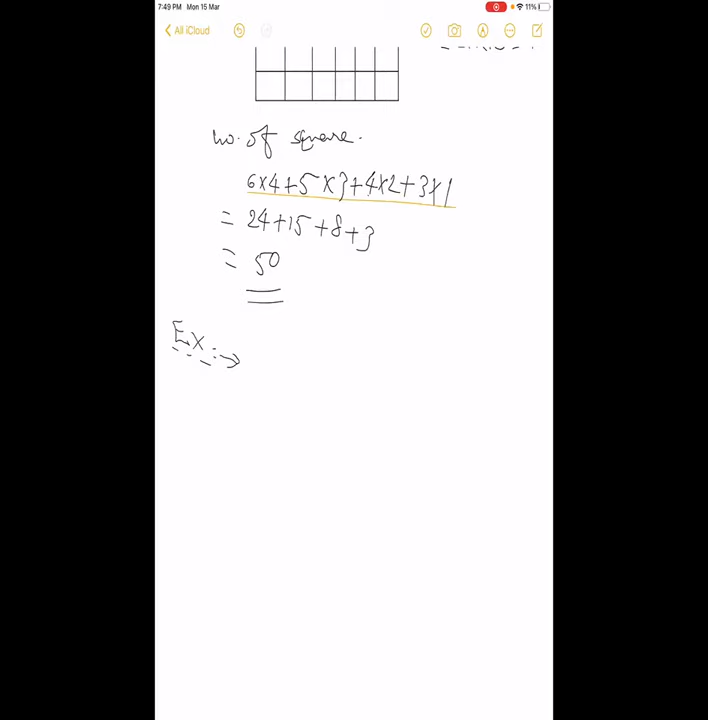 7:49 PM Mon 15 Mar 11%
All iCloud
no. of square.
6x4+5x3+4x2+3x1
= 24+15+8+3
= 50
Ex :→